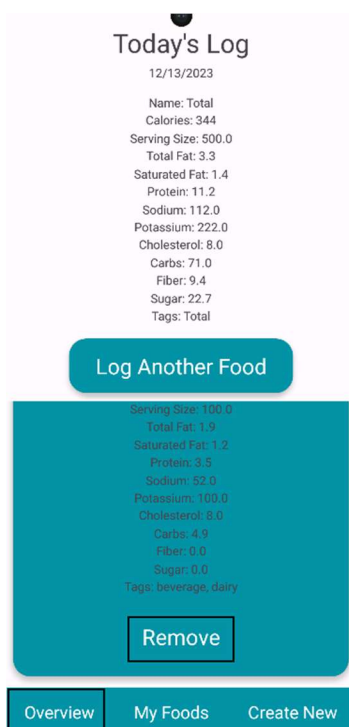 Today's Log
12/13/2023
Name: Total
Calories: 344
Serving Size: 500.0
Total Fat: 3.3
Saturated Fat: 1.4
Protein: 11.2
Sodium: 112.0
Potassium: 222.0
Cholesterol: 8.0
Carbs: 71.0
Fiber: 9.4
Sugar: 22.7
Tags: Total
Log Another Food
Serving Size: 100.0
Total Fat: 1.9
Saturated Fat: 1.2
Protein: 3.5
Sodium: 52.0
Potassium: 100.0
Cholesterol: 8.0
Carbs: 4.9
Fiber: 0.0
Sugar: 0.0
Tags: beverage, dairy
Remove
Overview My Foods Create New